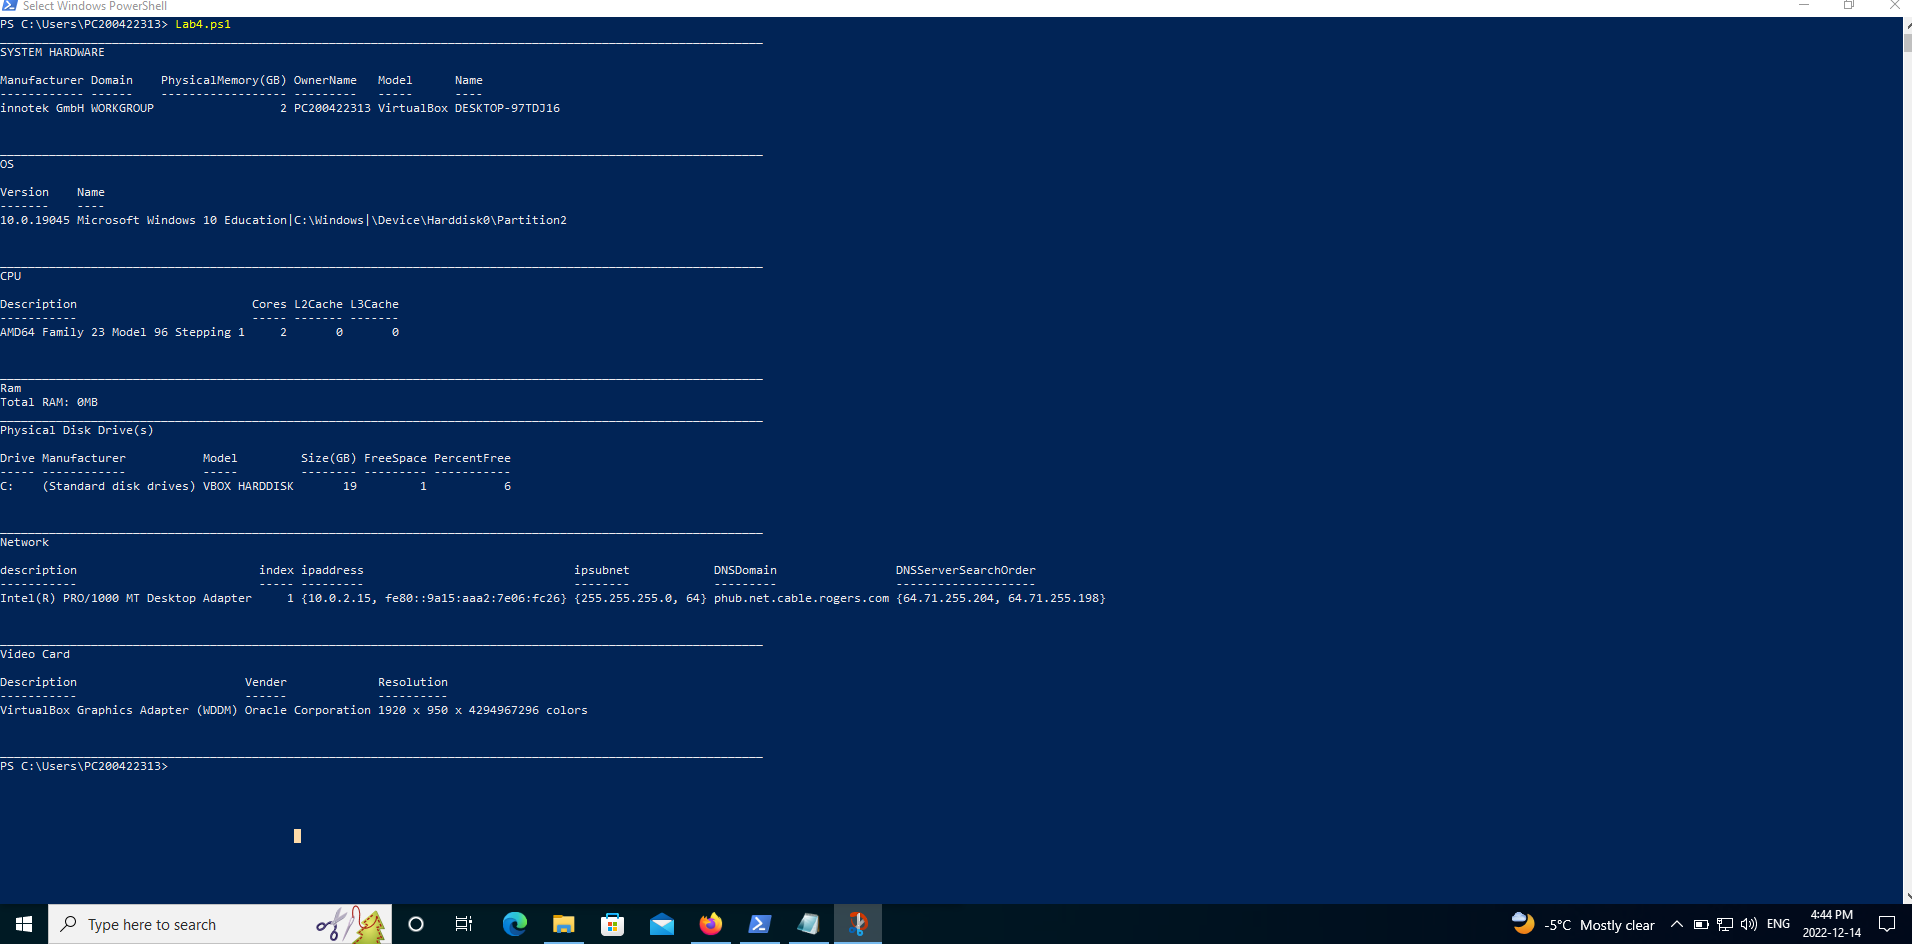 Select Windows PowerShell
PS C:\Users\PC200422313> Lab4.ps1
SYSTEM HARDWARE
Manufacturer Domain    PhysicalMemory(GB) OwnerName   Model      Name
------------ ------    ------------------ ---------   -----      ----
innotek GmbH WORKGROUP                  2 PC200422313 VirtualBox DESKTOP-97TDJ16
OS
Version    Name
-------    ----
10.0.19045 Microsoft Windows 10 Education|C:\Windows|\Device\Harddisk0\Partition2
CPU
Description                         Cores L2Cache L3Cache
-----------                         ----- ------- -------
AMD64 Family 23 Model 96 Stepping 1     2       0       0
Ram
Total RAM: 0MB
Physical Disk Drive(s)
Drive Manufacturer           Model         Size(GB) FreeSpace PercentFree
----- ------------           -----         -------- --------- -----------
C:    (Standard disk drives) VBOX HARDDISK       19         1           6
Network
description                          index ipaddress                              ipsubnet            DNSDomain                 DNSServerSearchOrder
-----------                          ----- ---------                              --------            ---------                 --------------------
Intel(R) PRO/1000 MT Desktop Adapter     1 {10.0.2.15, fe80::9a15:aaa2:7e06:fc26} {255.255.255.0, 64} phub.net.cable.rogers.com {64.71.255.204, 64.71.255.198}
Video Card
Description                        Vender             Resolution
-----------                        ------             ----------
VirtualBox Graphics Adapter (WDDM) Oracle Corporation 1920 x 950 x 4294967296 colors
PS C:\Users\PC200422313>
Type here to search
-5°C Mostly clear
ENG
4:44 PM
2022-12-14